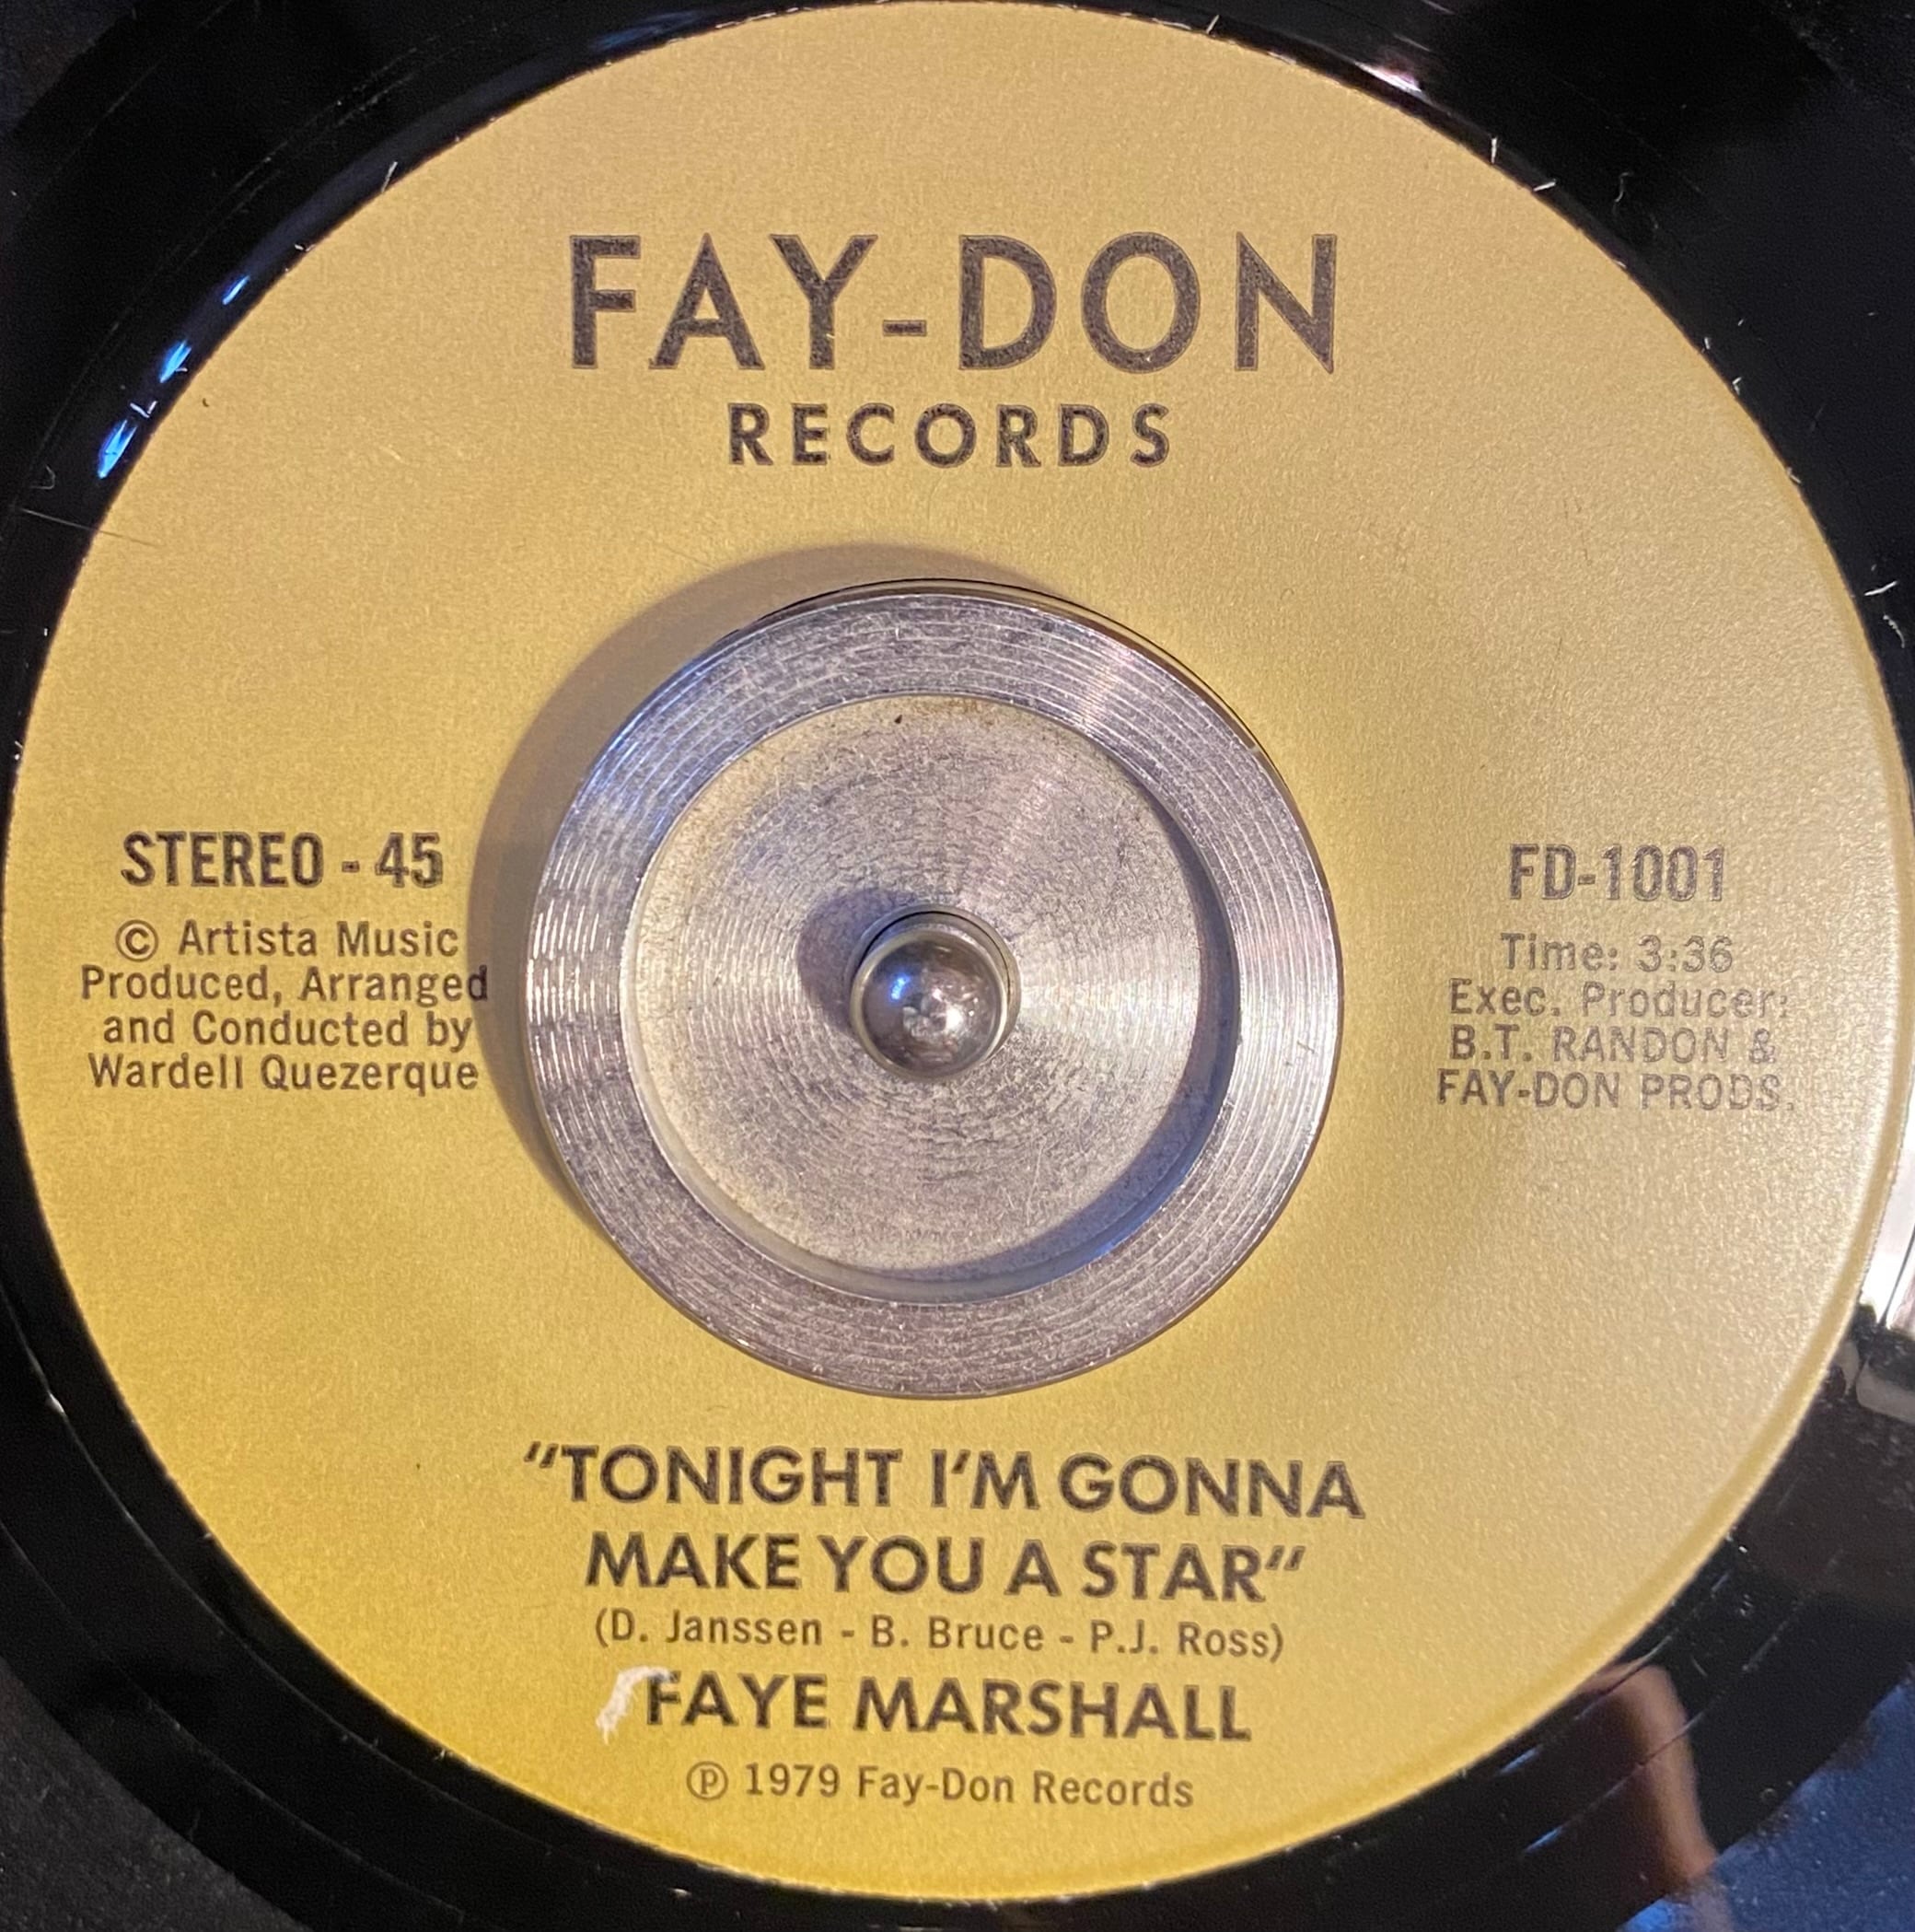 FAY-DON
RECORDS
STEREO - 45
© Artista Music
Produced, Arranged
and Conducted by
Wardell Quezerque
FD-1001
Time: 3:36
Exec. Producer:
B.T. RANDON &
FAY-DON PRODS.
"TONIGHT I'M GONNA
MAKE YOU A STAR"
(D. Janssen - B. Bruce - P.J. Ross)
FAYE MARSHALL
℗ 1979 Fay-Don Records